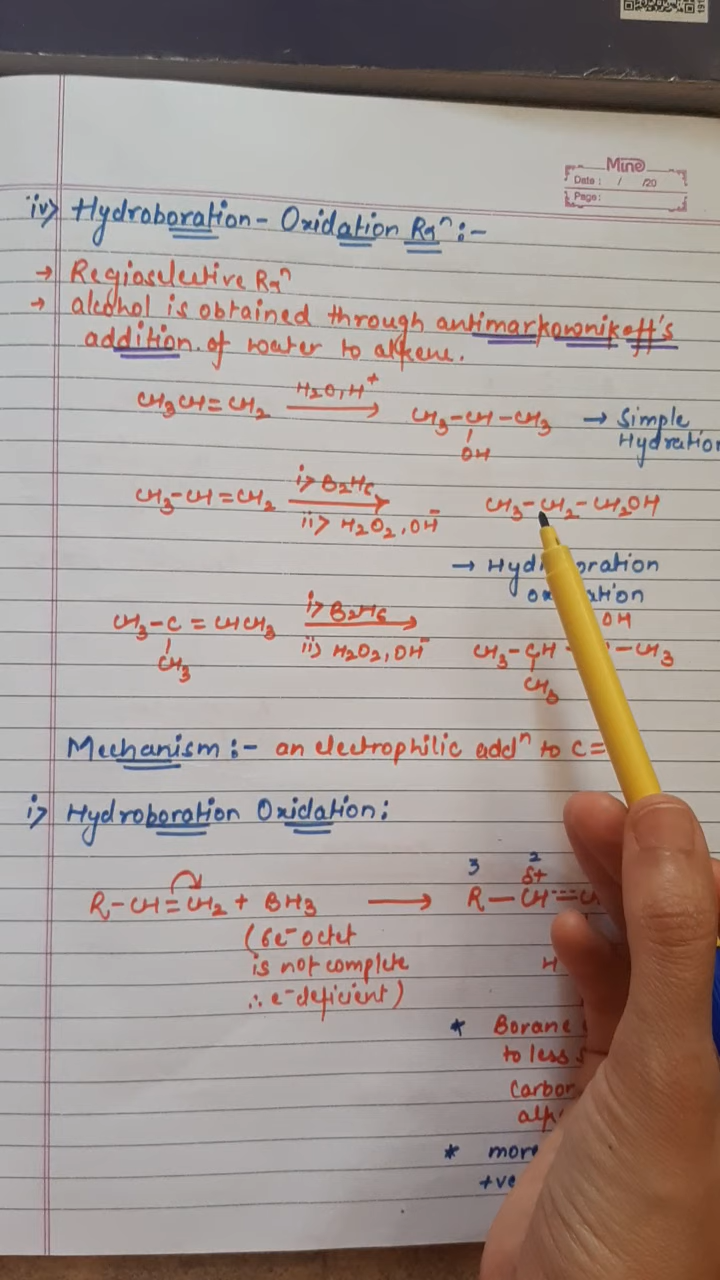 Mine
Date : / /20
Page:
iv> Hydroboration - Oxidation Rxⁿ :-
→ Regioselective Rxⁿ
→ alcohol is obtained through antimarkowonikoff's
addition of water to alkene.
CH3CH=CH2 H2O, H⁺ CH3-CH-CH3 → Simple
OH Hydration
CH3-CH=CH2 i> B2H6 CH3-CH2-CH2OH
ii> H2O2, OH⁻
→
CH3-C=CHCH3 i> B2H6 OH
CH3 ii) H2O2, OH⁻ CH3-CH -CH3
CH3
Mechanism :- an electrophilic addⁿ to C=
i> Hydroboration Oxidation :
3 2
δ+
R-CH=CH2 + BH3 → R-CH
(6e⁻ octet
is not complete H
∴ e⁻deficient)
* Borane
to less
Carbon
* more
+ve